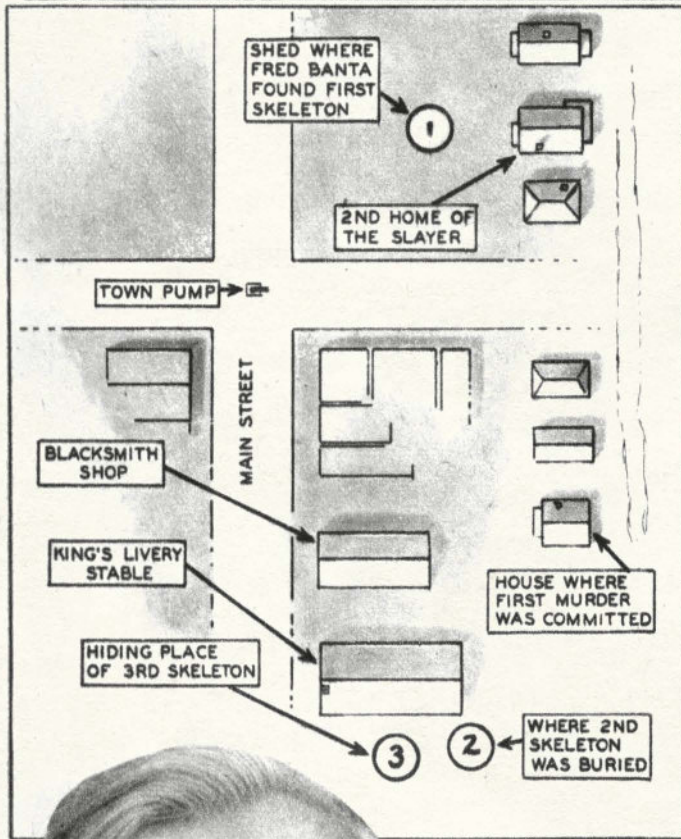 SHED WHERE
FRED BANTA
FOUND FIRST
SKELETON
1
2ND HOME OF
THE SLAYER
TOWN PUMP
MAIN STREET
BLACKSMITH
SHOP
KING'S LIVERY
STABLE
HOUSE WHERE
FIRST MURDER
WAS COMMITTED
HIDING PLACE
OF 3RD SKELETON
3
2
WHERE 2ND
SKELETON
WAS BURIED